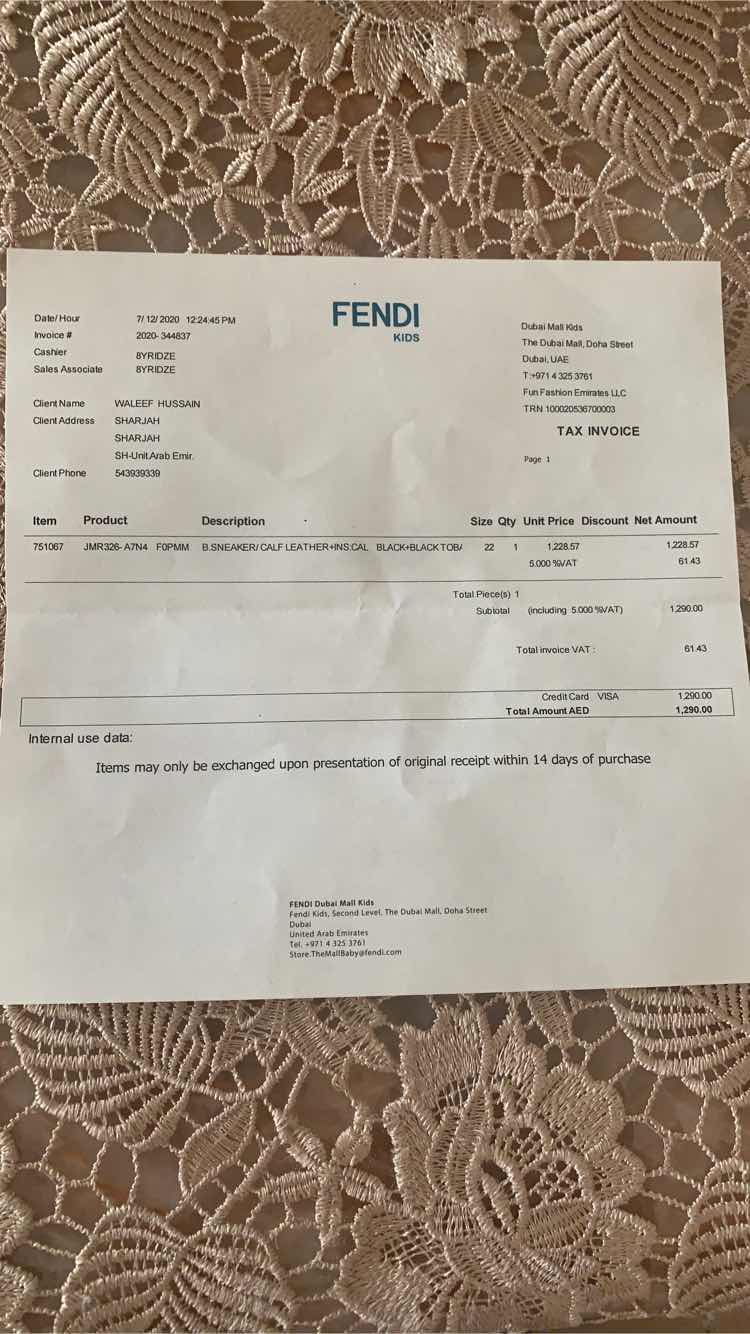 FENDI
KIDS
Date/ Hour 7/ 12/ 2020 12:24:45 PM
Invoice # 2020- 344837
Cashier 8YRIDZE
Sales Associate 8YRIDZE
Client Name WALEEF HUSSAIN
Client Address SHARJAH
SHARJAH
SH-Unit.Arab Emir.
Client Phone 543939339
Dubai Mall Kids
The Dubai Mall, Doha Street
Dubai, UAE
T:+971 4 325 3761
Fun Fashion Emirates LLC
TRN 100020536700003
TAX INVOICE
Page 1
Item Product Description Size Qty Unit Price Discount Net Amount
751067 JMR326- A7N4 F0PMM B.SNEAKER/ CALF LEATHER+INS:CAL BLACK+BLACK TOBA 22 1 1,228.57 1,228.57
5.000 %VAT 61.43
Total Piece(s) 1
Subtotal (including 5.000 %VAT) 1,290.00
Total invoice VAT : 61.43
Credit Card VISA 1,290.00
Total Amount AED 1,290.00
Internal use data:
Items may only be exchanged upon presentation of original receipt within 14 days of purchase
FENDI Dubai Mall Kids
Fendi Kids, Second Level, The Dubai Mall, Doha Street
Dubai
United Arab Emirates
Tel. +971 4 325 3761
Store.TheMallBaby@fendi.com